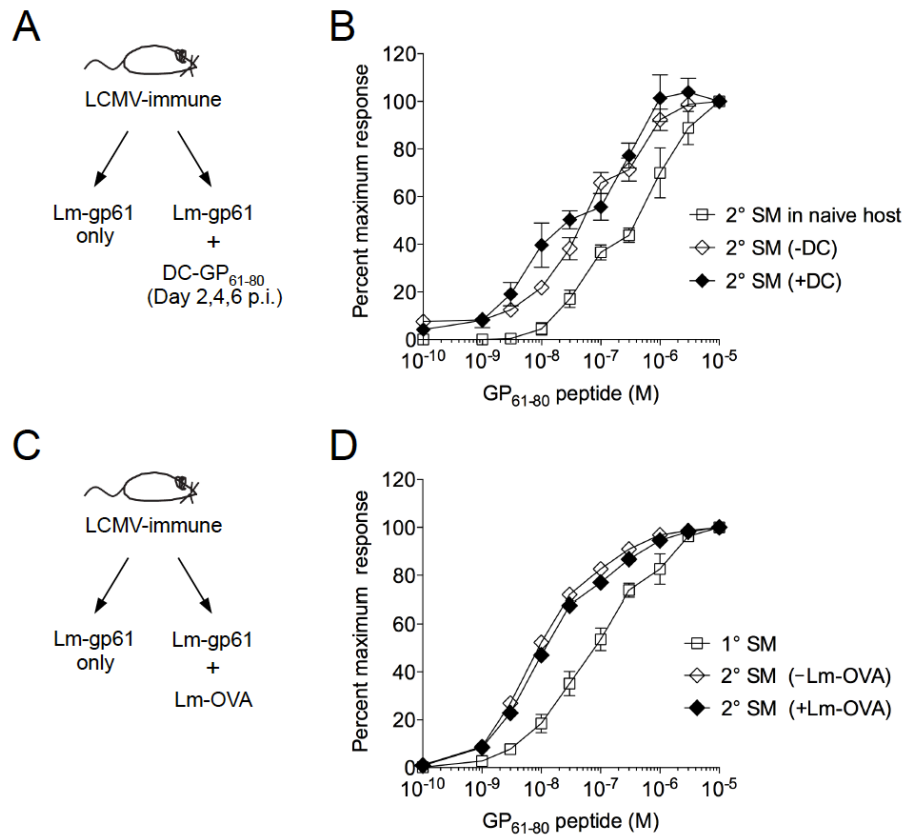 A
LCMV-immune
Lm-gp61
only
Lm-gp61
+
DC-GP61-80
(Day 2,4,6 p.i.)
B
Percent maximum response
120
100
80
60
40
20
0
10-10 10-9 10-8 10-7 10-6 10-5
GP61-80 peptide (M)
2° SM in naive host
2° SM (-DC)
2° SM (+DC)
C
LCMV-immune
Lm-gp61
only
Lm-gp61
+
Lm-OVA
D
Percent maximum response
120
100
80
60
40
20
0
10-10 10-9 10-8 10-7 10-6 10-5
GP61-80 peptide (M)
1° SM
2° SM (−Lm-OVA)
2° SM (+Lm-OVA)